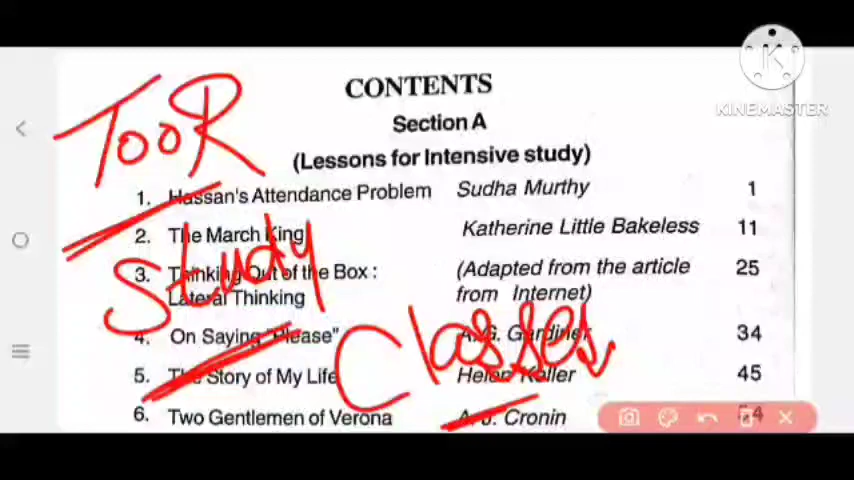 CONTENTS
KINEMASTER
Section A
(Lessons for Intensive study)
TooR
1. Hassan's Attendance Problem Sudha Murthy 1
2. The March King Katherine Little Bakeless 11
Study
3. Thinking Out of the Box : (Adapted from the article 25
Lateral Thinking from Internet)
Classes
4. On Saying "Please" A.G. Gardiner 34
5. The Story of My Life Helen Keller 45
6. Two Gentlemen of Verona A. J. Cronin 54